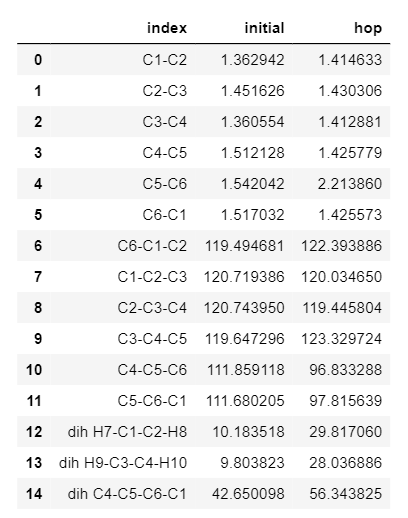 index initial hop
0 C1-C2 1.362942 1.414633
1 C2-C3 1.451626 1.430306
2 C3-C4 1.360554 1.412881
3 C4-C5 1.512128 1.425779
4 C5-C6 1.542042 2.213860
5 C6-C1 1.517032 1.425573
6 C6-C1-C2 119.494681 122.393886
7 C1-C2-C3 120.719386 120.034650
8 C2-C3-C4 120.743950 119.445804
9 C3-C4-C5 119.647296 123.329724
10 C4-C5-C6 111.859118 96.833288
11 C5-C6-C1 111.680205 97.815639
12 dih H7-C1-C2-H8 10.183518 29.817060
13 dih H9-C3-C4-H10 9.803823 28.036886
14 dih C4-C5-C6-C1 42.650098 56.343825